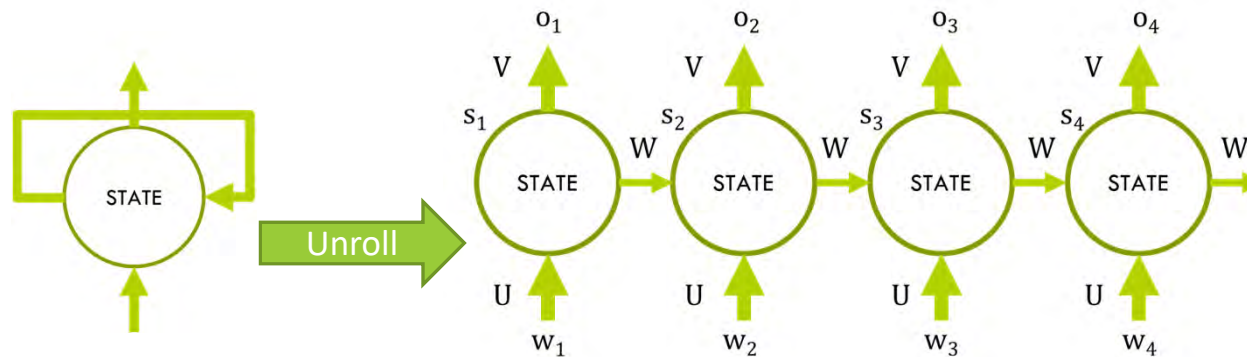 o₁ o₂ o₃ o₄
V V V V
s₁ s₂ s₃ s₄
W W W W
STATE STATE STATE STATE STATE
Unroll
U U U U
w₁ w₂ w₃ w₄